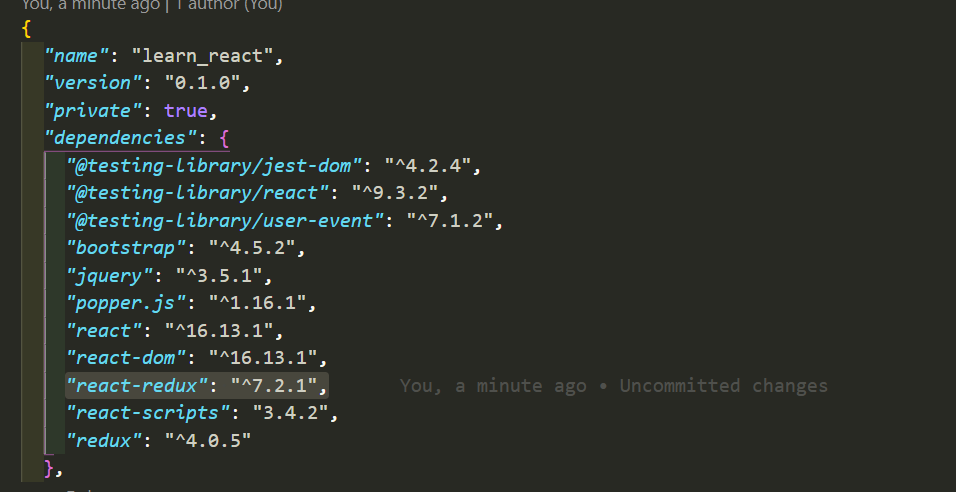 You, a minute ago | 1 author (You)
{
"name": "learn_react",
"version": "0.1.0",
"private": true,
"dependencies": {
"@testing-library/jest-dom": "^4.2.4",
"@testing-library/react": "^9.3.2",
"@testing-library/user-event": "^7.1.2",
"bootstrap": "^4.5.2",
"jquery": "^3.5.1",
"popper.js": "^1.16.1",
"react": "^16.13.1",
"react-dom": "^16.13.1",
"react-redux": "^7.2.1", You, a minute ago • Uncommitted changes
"react-scripts": "3.4.2",
"redux": "^4.0.5"
},